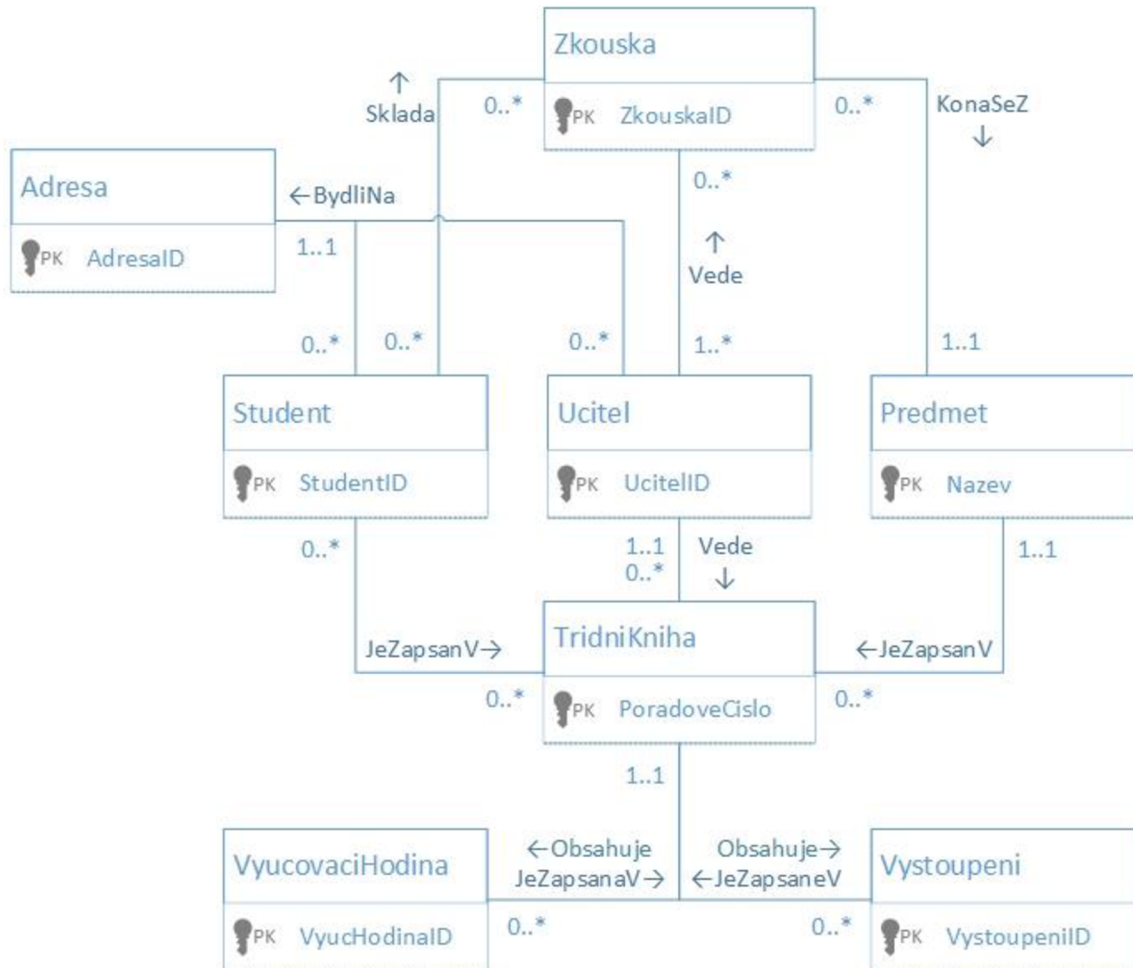 Zkouska
↑
Sklada
0..*
PK ZkouskaID
0..*
KonaSeZ
↓
Adresa
←BydliNa
0..*
PK AdresaID
1..1
↑
Vede
0..*
0..*
0..*
1..*
1..1
Student
Ucitel
Predmet
PK StudentID
PK UcitelID
PK Nazev
0..*
1..1
Vede
1..1
0..*
↓
TridniKniha
JeZapsanV→
←JeZapsanV
0..*
PK PoradoveCislo
0..*
1..1
VyucovaciHodina
←Obsahuje
Obsahuje→
Vystoupeni
JeZapsanaV→
←JeZapsaneV
PK VyucHodinaID
0..*
0..*
PK VystoupeniID